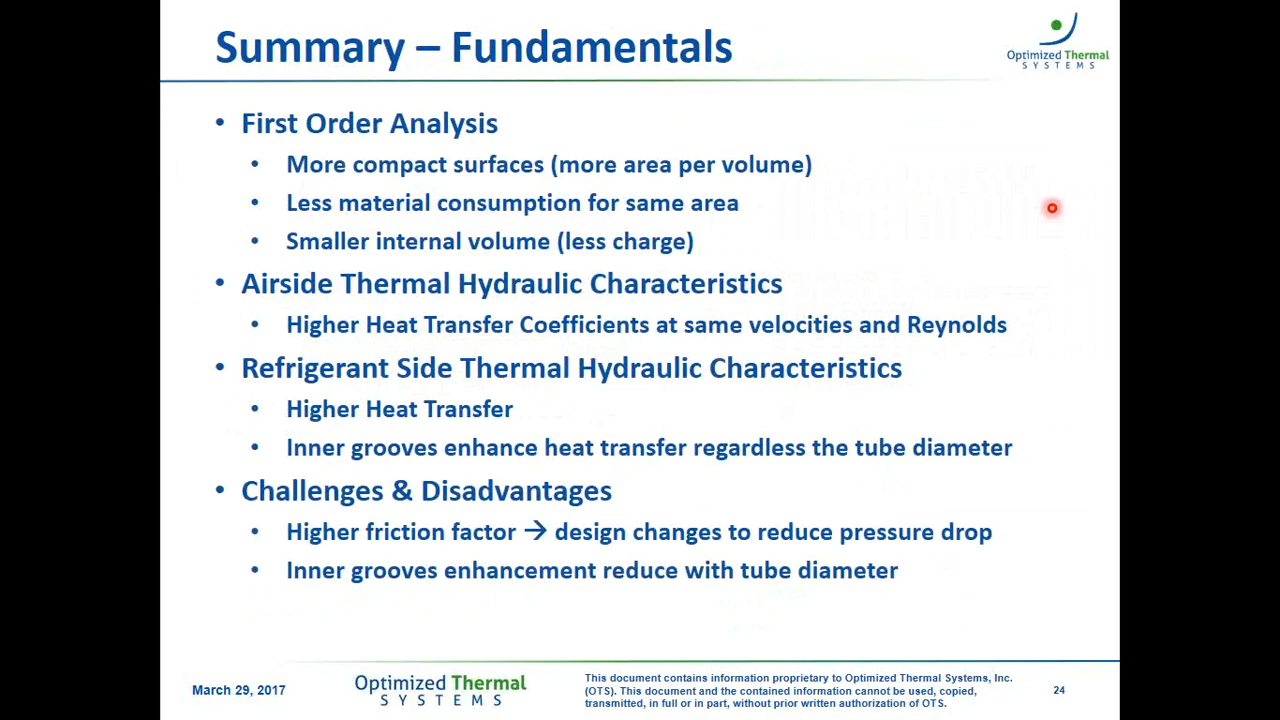 Summary – Fundamentals
Optimized Thermal
SYSTEMS
• First Order Analysis
• More compact surfaces (more area per volume)
• Less material consumption for same area
• Smaller internal volume (less charge)
• Airside Thermal Hydraulic Characteristics
• Higher Heat Transfer Coefficients at same velocities and Reynolds
• Refrigerant Side Thermal Hydraulic Characteristics
• Higher Heat Transfer
• Inner grooves enhance heat transfer regardless the tube diameter
• Challenges & Disadvantages
• Higher friction factor → design changes to reduce pressure drop
• Inner grooves enhancement reduce with tube diameter
March 29, 2017
Optimized Thermal
SYSTEMS
This document contains information proprietary to Optimized Thermal Systems, Inc.
(OTS). This document and the contained information cannot be used, copied,
transmitted, in full or in part, without prior written authorization of OTS.
24